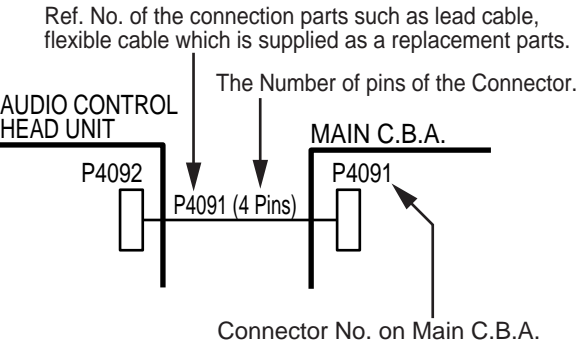 Ref. No. of the connection parts such as lead cable,
flexible cable which is supplied as a replacement parts.
The Number of pins of the Connector.
AUDIO CONTROL
HEAD UNIT
MAIN C.B.A.
P4092
P4091 (4 Pins)
P4091
Connector No. on Main C.B.A.